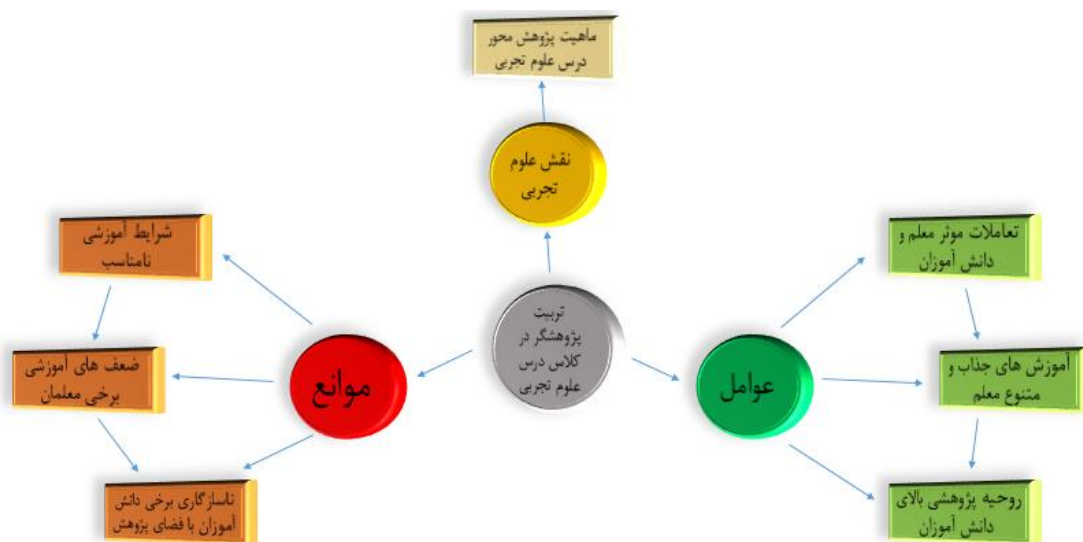 ماهیت پژوهش محور
درس علوم تجربی
نقش علوم
تجربی
تعاملات موثر معلم و
دانش آموزان
شرایط آموزشی
نامناسب
تربیت
پژوهشگر در
کلاس درس
علوم تجربی
عوامل
موانع
آموزش های جذاب و
متنوع معلم
ضعف های آموزشی
برخی معلمان
روحیه پژوهشی بالای
دانش آموزان
ناسازگاری برخی دانش
آموزان با فضای پژوهش